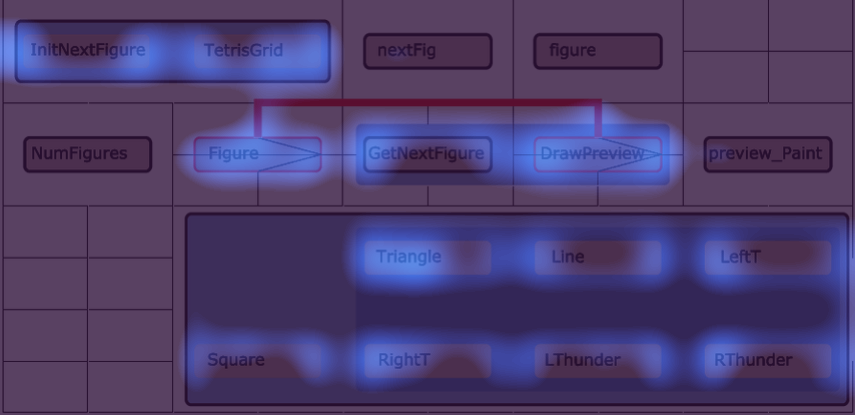 InitNextFigure TetrisGrid nextFig figure
NumFigures Figure GetNextFigure DrawPreview preview_Paint
Triangle Line LeftT
Square RightT LThunder RThunder